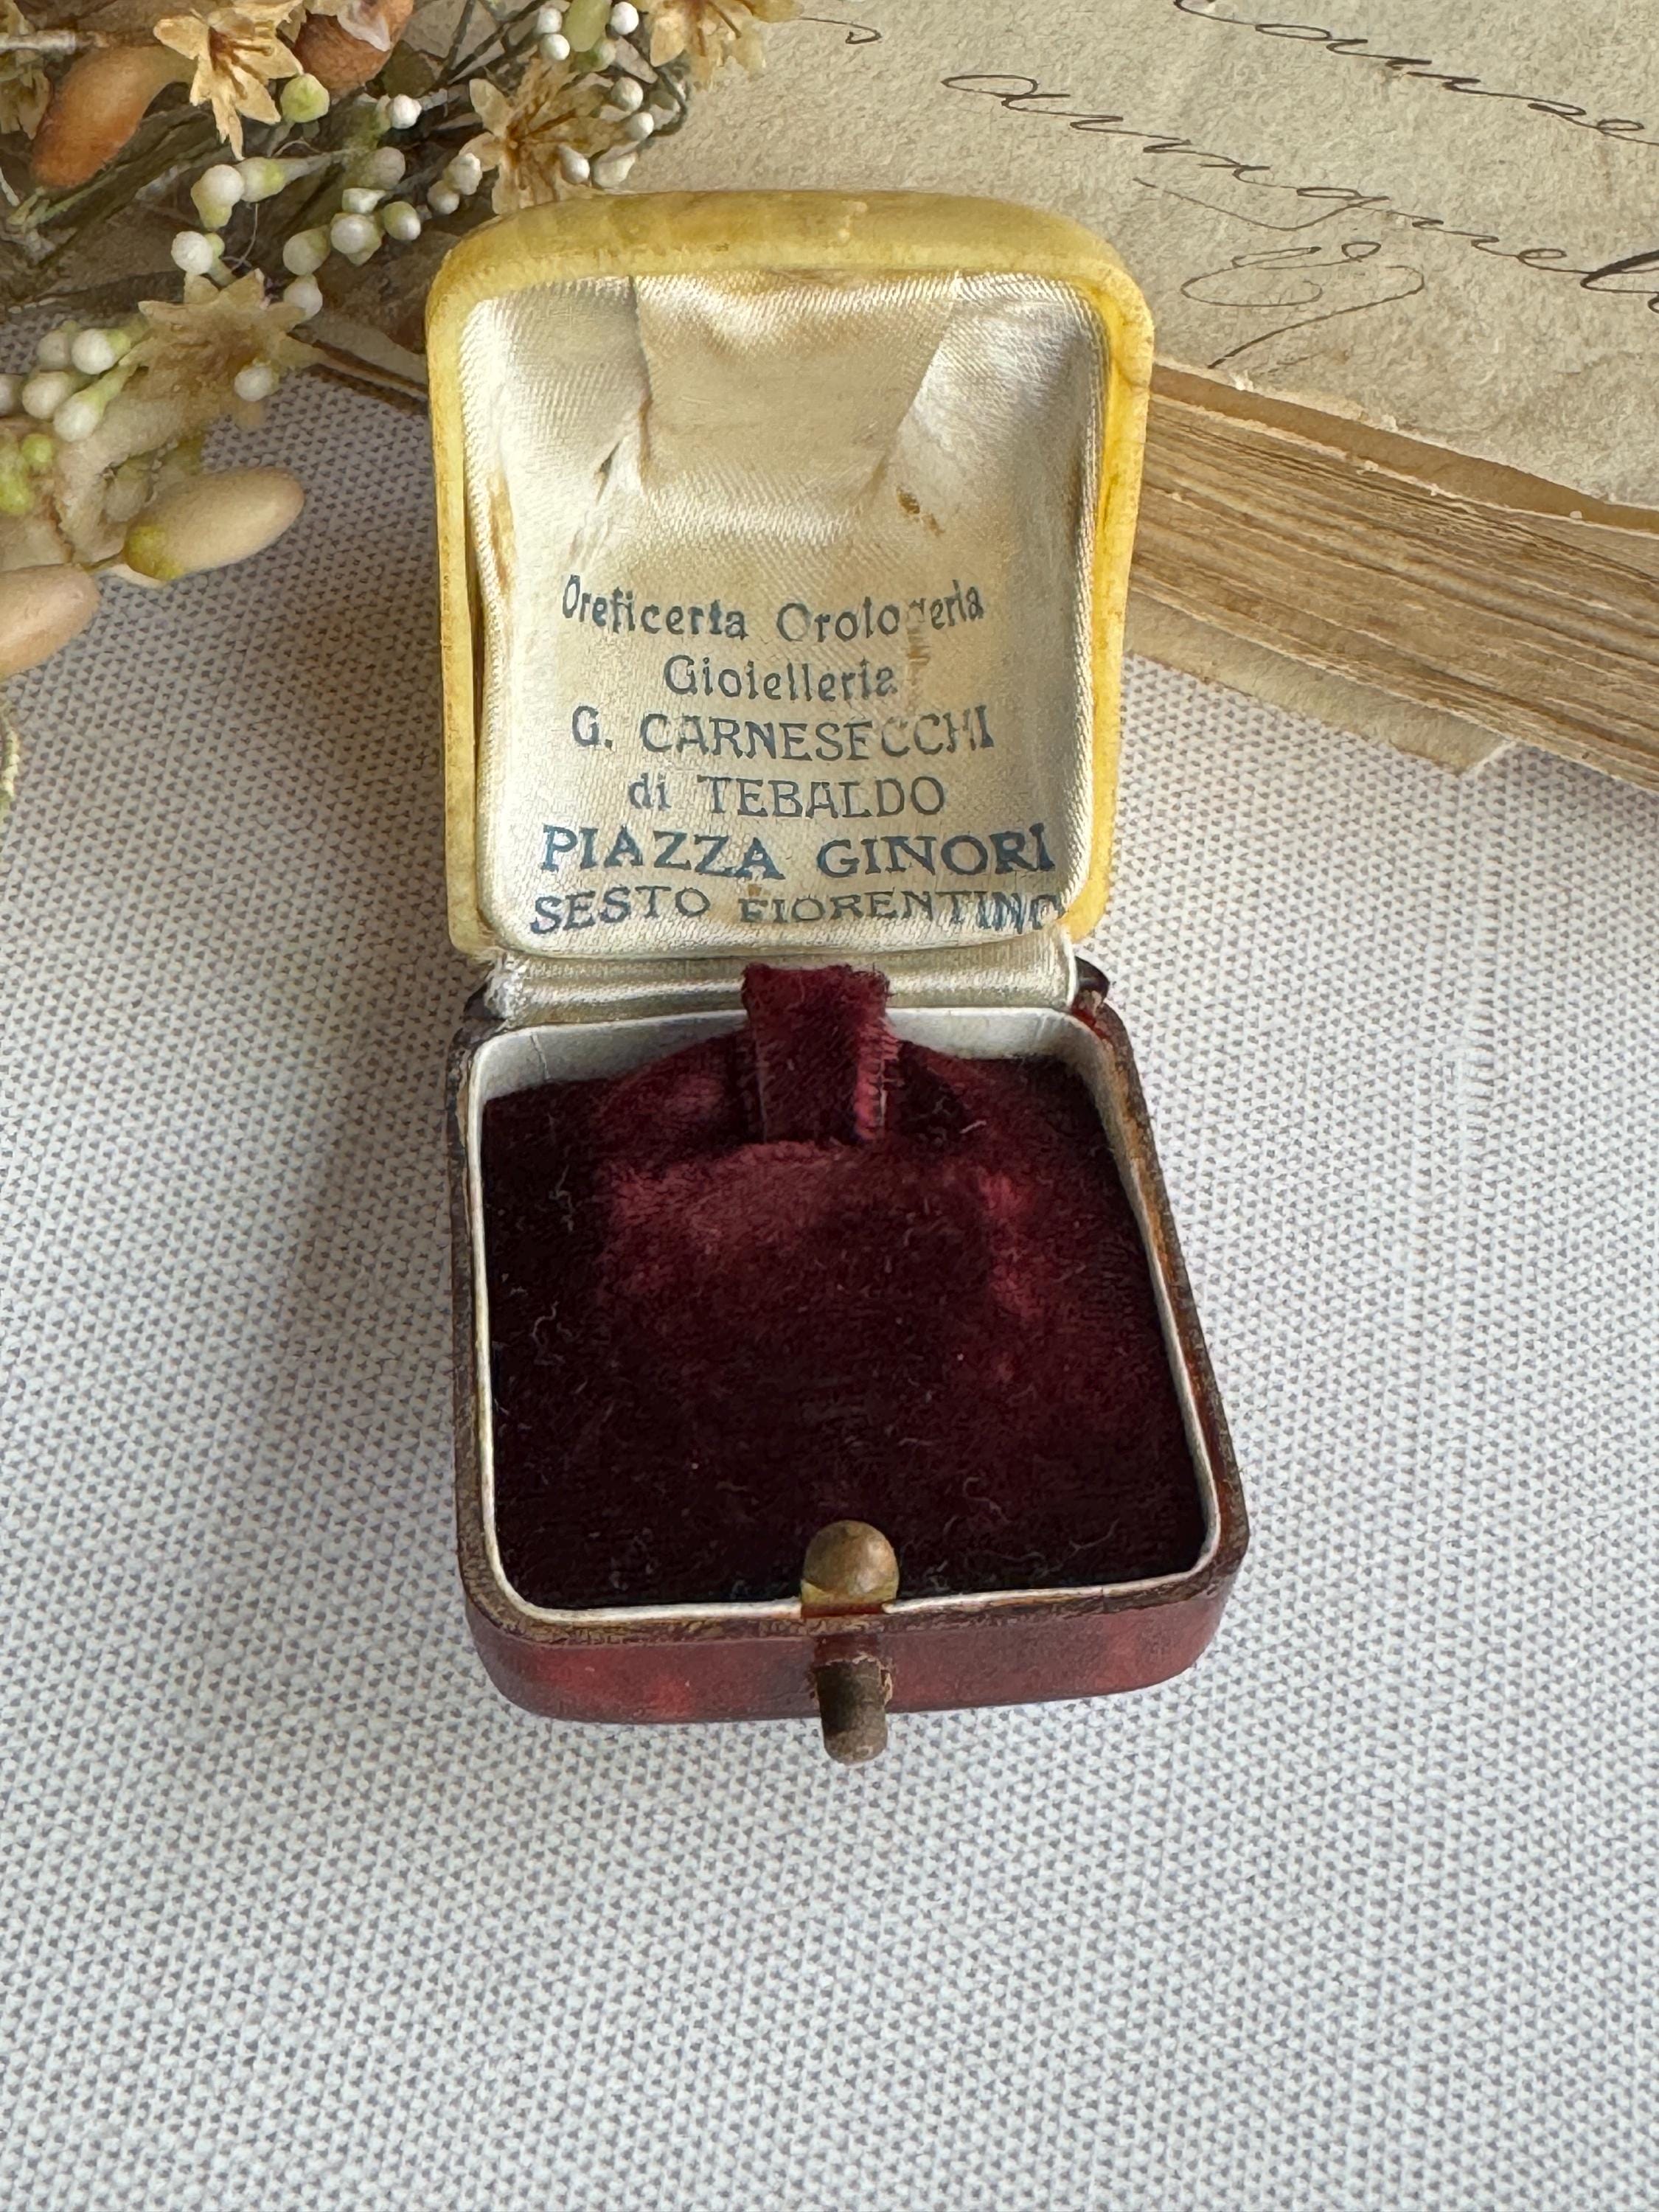 Oreficeria Orologeria
Gioielleria
G. CARNESECCHI
di TEBALDO
PIAZZA GINORI
SESTO FIORENTINO